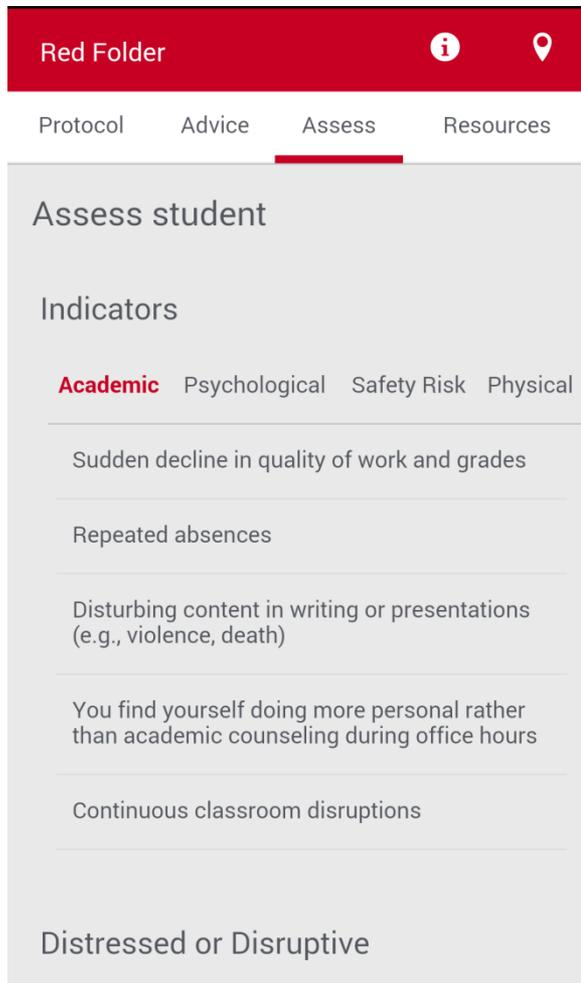 Red Folder
Protocol Advice Assess Resources
Assess student
Indicators
Academic Psychological Safety Risk Physical
Sudden decline in quality of work and grades
Repeated absences
Disturbing content in writing or presentations
(e.g., violence, death)
You find yourself doing more personal rather
than academic counseling during office hours
Continuous classroom disruptions
Distressed or Disruptive